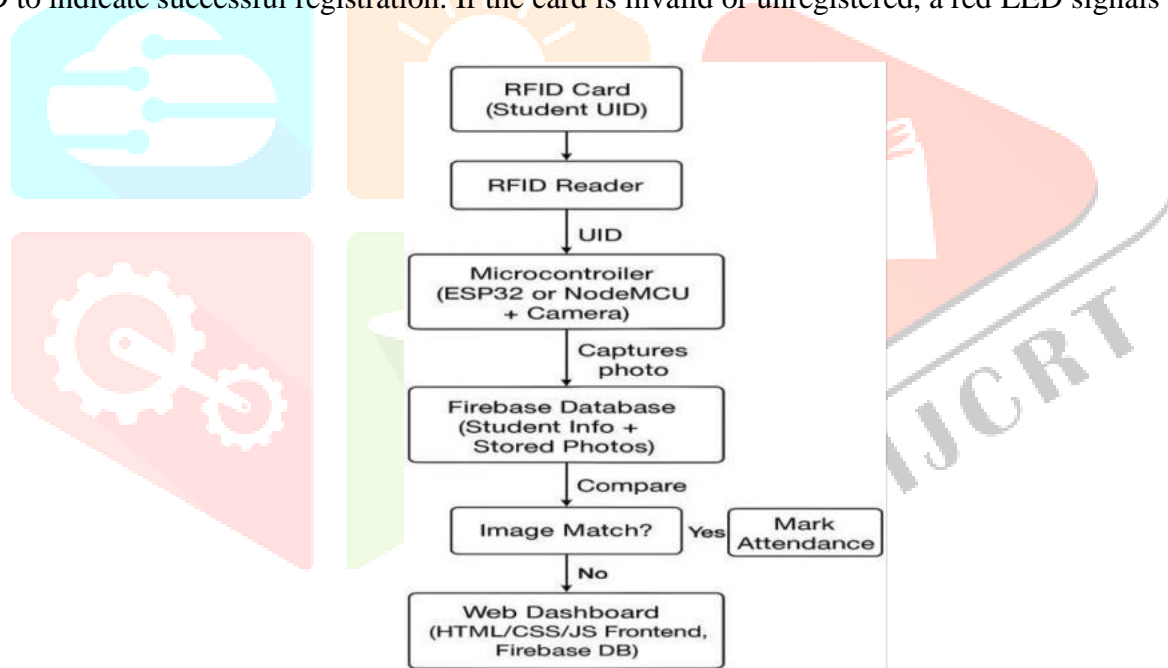 D to indicate successful registration. If the card is invalid or unregistered, a red LED signals
RFID Card
(Student UID)
RFID Reader
UID
Microcontroiler
(ESP32 or NodeMCU
+ Camera)
Captures
photo
Firebase Database
(Student Info +
Stored Photos)
Compare
Image Match?
Yes
Mark
Attendance
No
Web Dashboard
(HTML/CSS/JS Frontend,
Firebase DB)
IJCRT